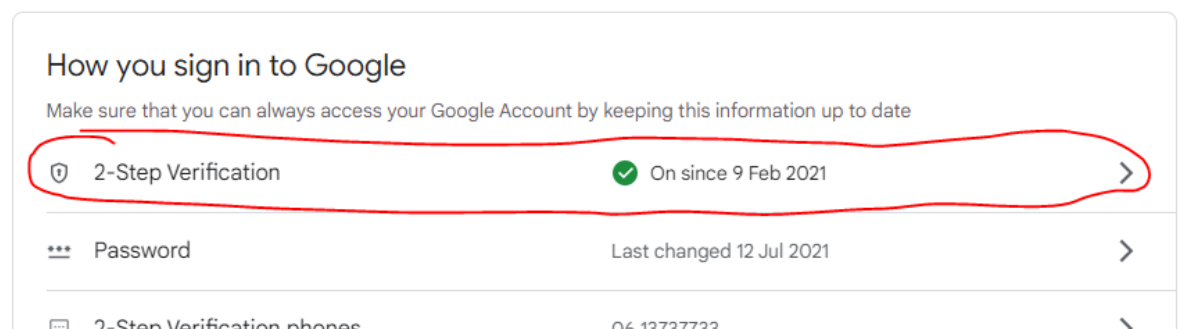 How you sign in to Google
Make sure that you can always access your Google Account by keeping this information up to date
2-Step Verification On since 9 Feb 2021
Password Last changed 12 Jul 2021
2-Step Verification phones 06 13737733